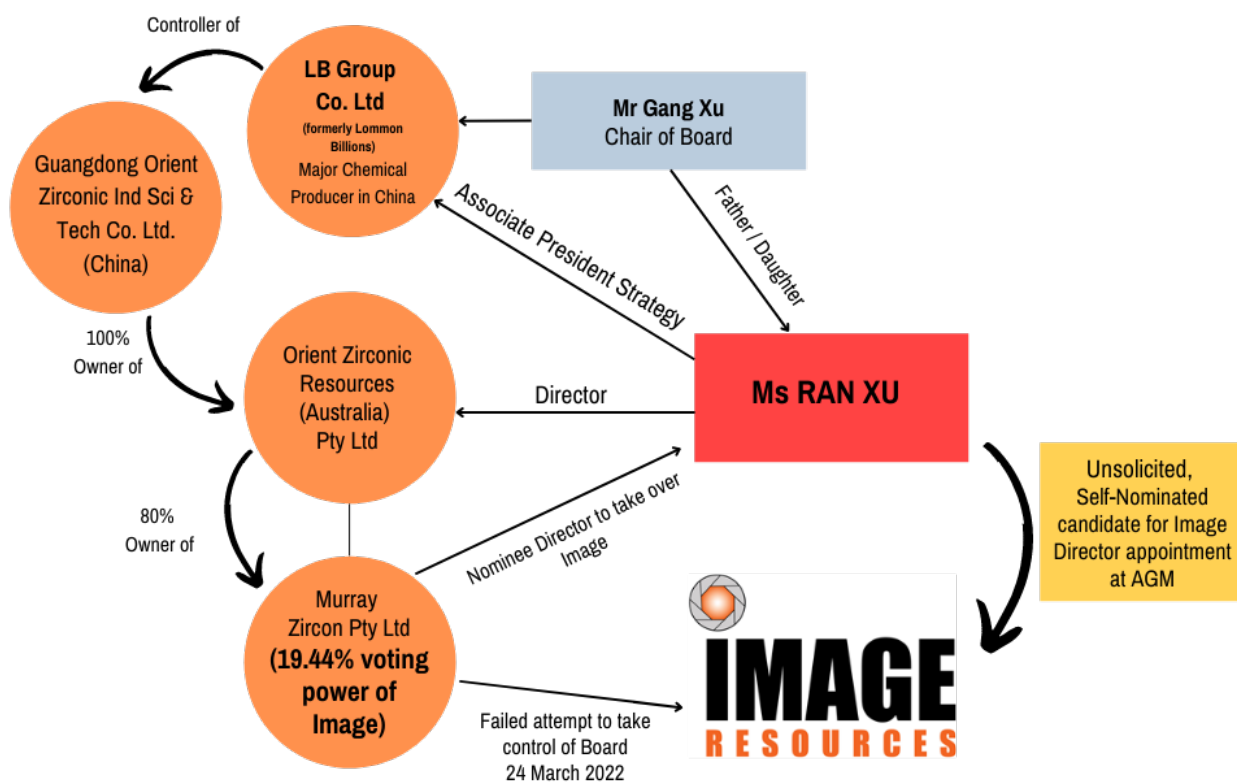 Controller of
LB Group
Co. Ltd
(formerly Lommon
Billions)
Major Chemical
Producer in China
Mr Gang Xu
Chair of Board
Guangdong Orient
Zirconic Ind Sci &
Tech Co. Ltd.
(China)
Associate President Strategy
Father / Daughter
100%
Owner of
Orient Zirconic
Resources
(Australia)
Pty Ltd
Director
Ms RAN XU
80%
Owner of
Nominee Director to take over
Image
Unsolicited,
Self-Nominated
candidate for Image
Director appointment
at AGM
Murray
Zircon Pty Ltd
(19.44% voting
power of
Image)
Failed attempt to take
control of Board
24 March 2022
IMAGE
RESOURCES